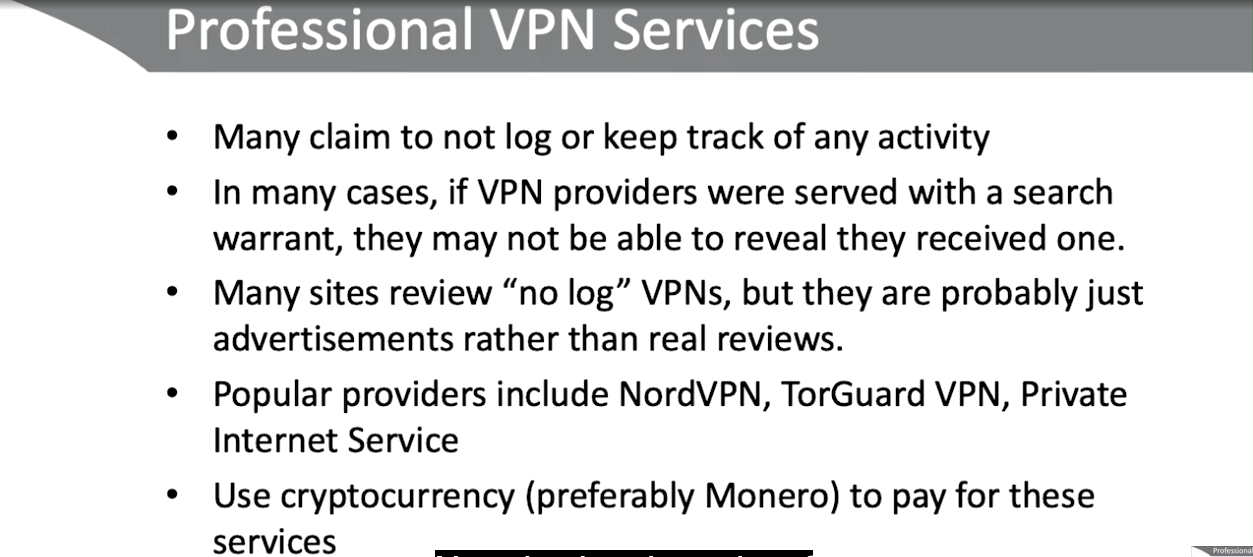 Professional VPN Services
• Many claim to not log or keep track of any activity
• In many cases, if VPN providers were served with a search
warrant, they may not be able to reveal they received one.
• Many sites review “no log” VPNs, but they are probably just
advertisements rather than real reviews.
• Popular providers include NordVPN, TorGuard VPN, Private
Internet Service
• Use cryptocurrency (preferably Monero) to pay for these
services
Professional